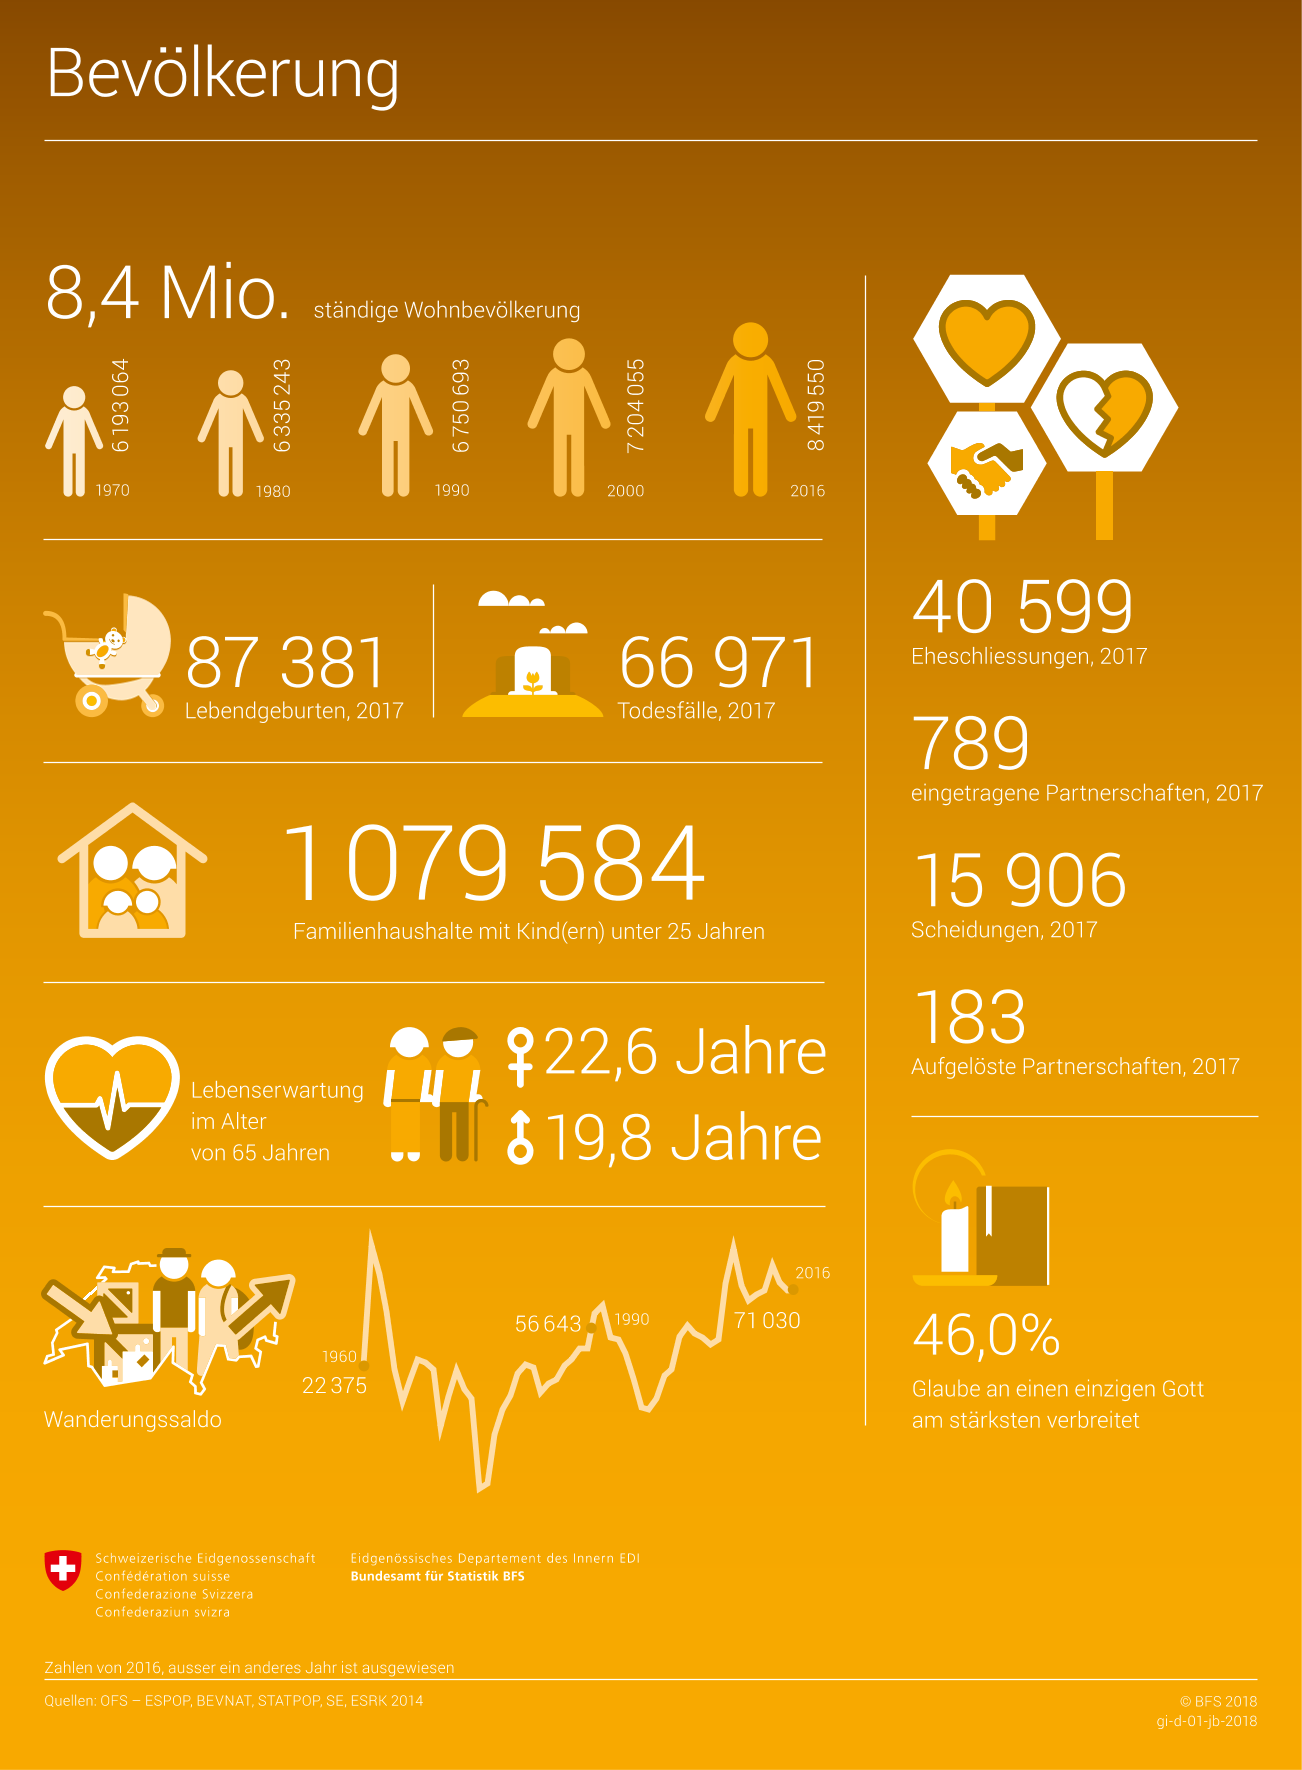 Bevölkerung
8,4 Mio. ständige Wohnbevölkerung
6 193 064
1970
6 335 243
1980
6 750 693
1990
7 204 055
2000
8 419 550
2016
87 381
Lebendgeburten, 2017
66 971
Todesfälle, 2017
1 079 584
Familienhaushalte mit Kind(ern) unter 25 Jahren
Lebenserwartung
im Alter
von 65 Jahren
22,6 Jahre
19,8 Jahre
Wanderungssaldo
1960
22 375
56 643
1990
2016
71 030
40 599
Eheschliessungen, 2017
789
eingetragene Partnerschaften, 2017
15 906
Scheidungen, 2017
183
Aufgelöste Partnerschaften, 2017
46,0%
Glaube an einen einzigen Gott
am stärksten verbreitet
Schweizerische Eidgenossenschaft
Confédération suisse
Confederazione Svizzera
Confederaziun svizra
Eidgenössisches Departement des Innern EDI
Bundesamt für Statistik BFS
Zahlen von 2016, ausser ein anderes Jahr ist ausgewiesen
Quellen: OFS – ESPOP, BEVNAT, STATPOP, SE, ESRK 2014
© BFS 2018
gi-d-01-jb-2018